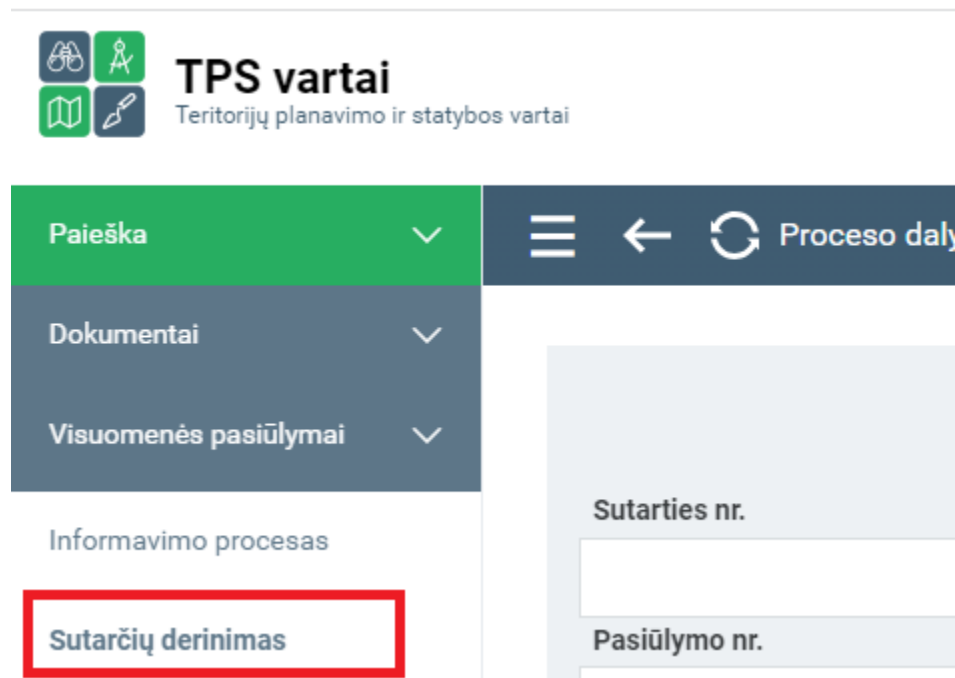 TPS vartai
Teritorijų planavimo ir statybos vartai
Paieška
Proceso
Dokumentai
Visuomenės pasiūlymai
Sutarties nr.
Informavimo procesas
Sutarčių derinimas
Pasiūlymo nr.